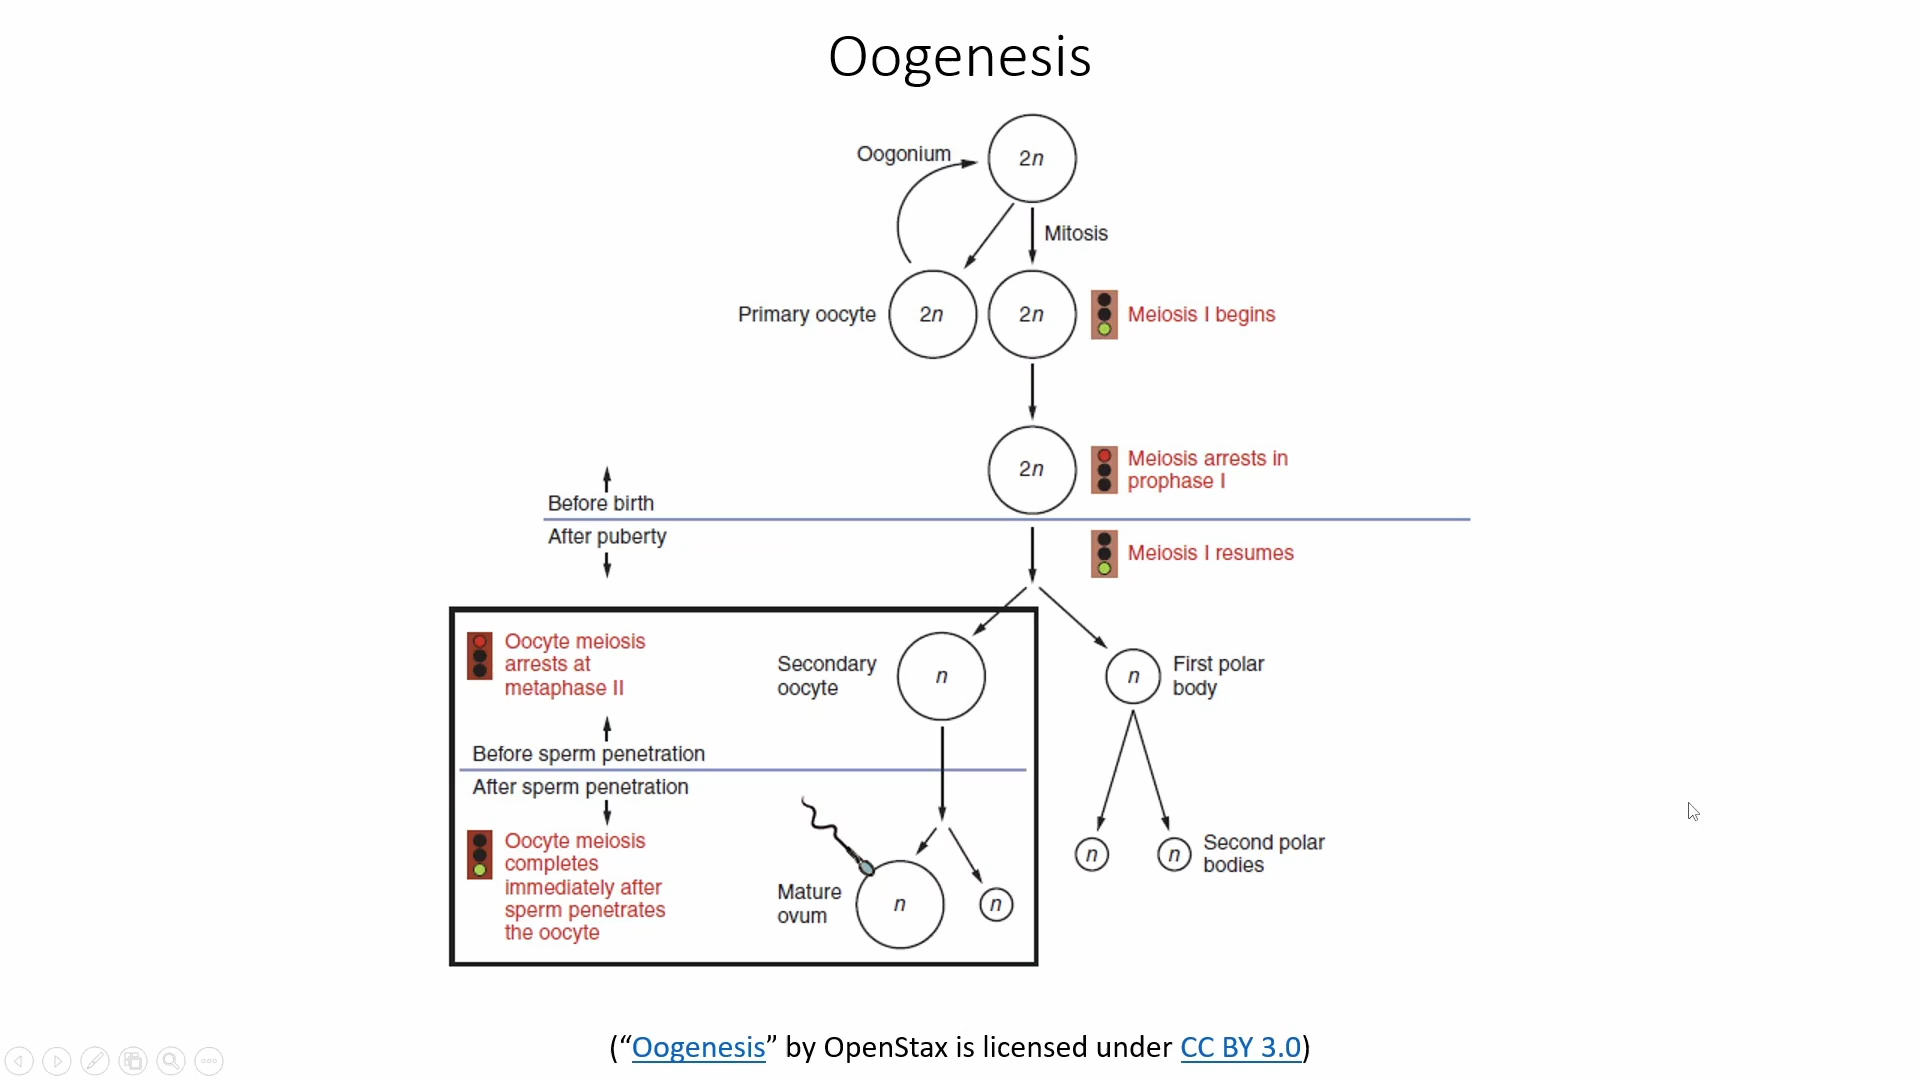 Oogenesis
Oogonium
2n
Mitosis
Primary oocyte
2n
2n
Meiosis I begins
2n
Meiosis arrests in
prophase I
Before birth
After puberty
Meiosis I resumes
Oocyte meiosis
arrests at
metaphase II
Secondary
oocyte
n
n
First polar
body
Before sperm penetration
After sperm penetration
Oocyte meiosis
completes
immediately after
sperm penetrates
the oocyte
Mature
ovum
n
n
n
n
Second polar
bodies
(“Oogenesis” by OpenStax is licensed under CC BY 3.0)